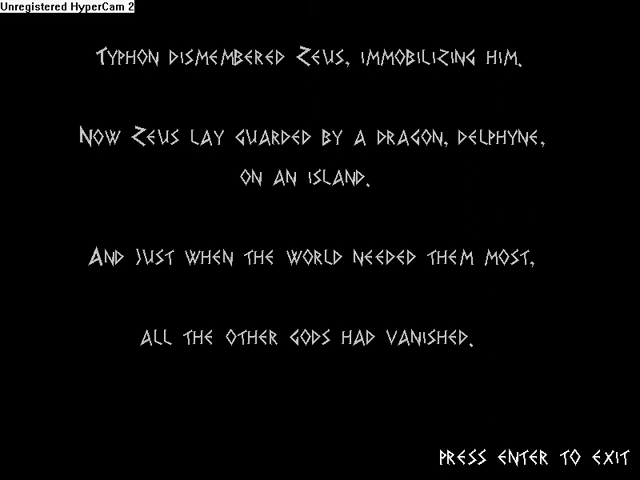 Unregistered HyperCam 2
Typhon dismembered Zeus, immobilizing him.
Now Zeus lay guarded by a dragon, delphyne,
on an island.
And just when the world needed them most,
all the other gods had vanished.
press enter to exit